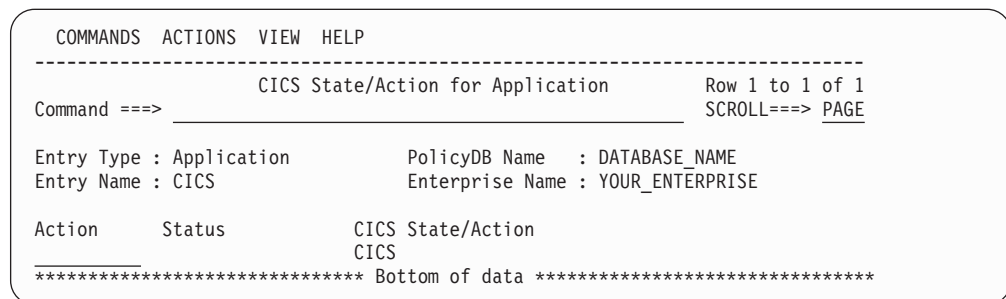 COMMANDS  ACTIONS  VIEW  HELP
------------------------------------------------------------------------------
CICS State/Action for Application         Row 1 to 1 of 1
Command ===> ________________________________________________ SCROLL===> PAGE
Entry Type : Application           PolicyDB Name   : DATABASE_NAME
Entry Name : CICS                  Enterprise Name : YOUR_ENTERPRISE
Action      Status            CICS State/Action
__________                    CICS
******************************* Bottom of data ********************************